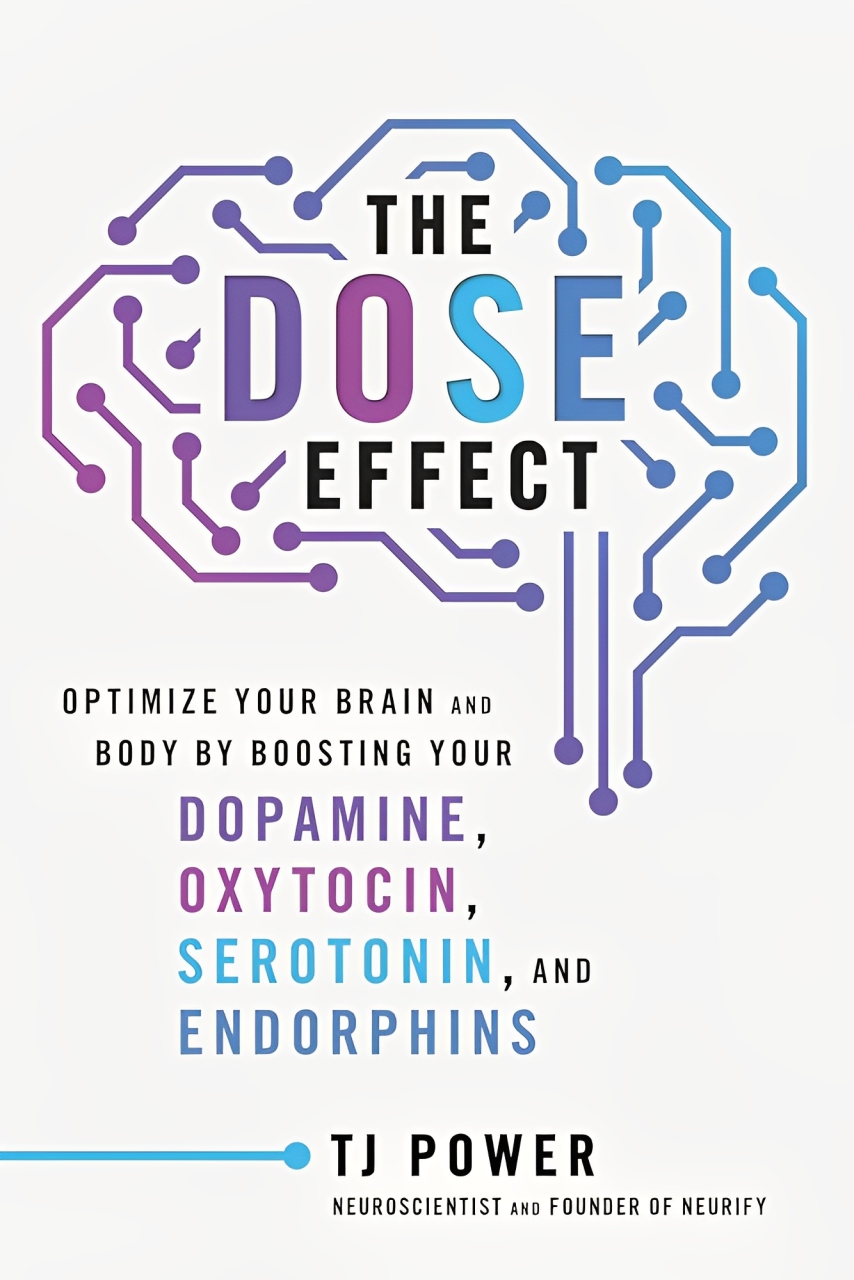 THE
DOSE
EFFECT
OPTIMIZE YOUR BRAIN AND
BODY BY BOOSTING YOUR
DOPAMINE,
OXYTOCIN,
SEROTONIN, AND
ENDORPHINS
TJ POWER
NEUROSCIENTIST AND FOUNDER OF NEURIFY